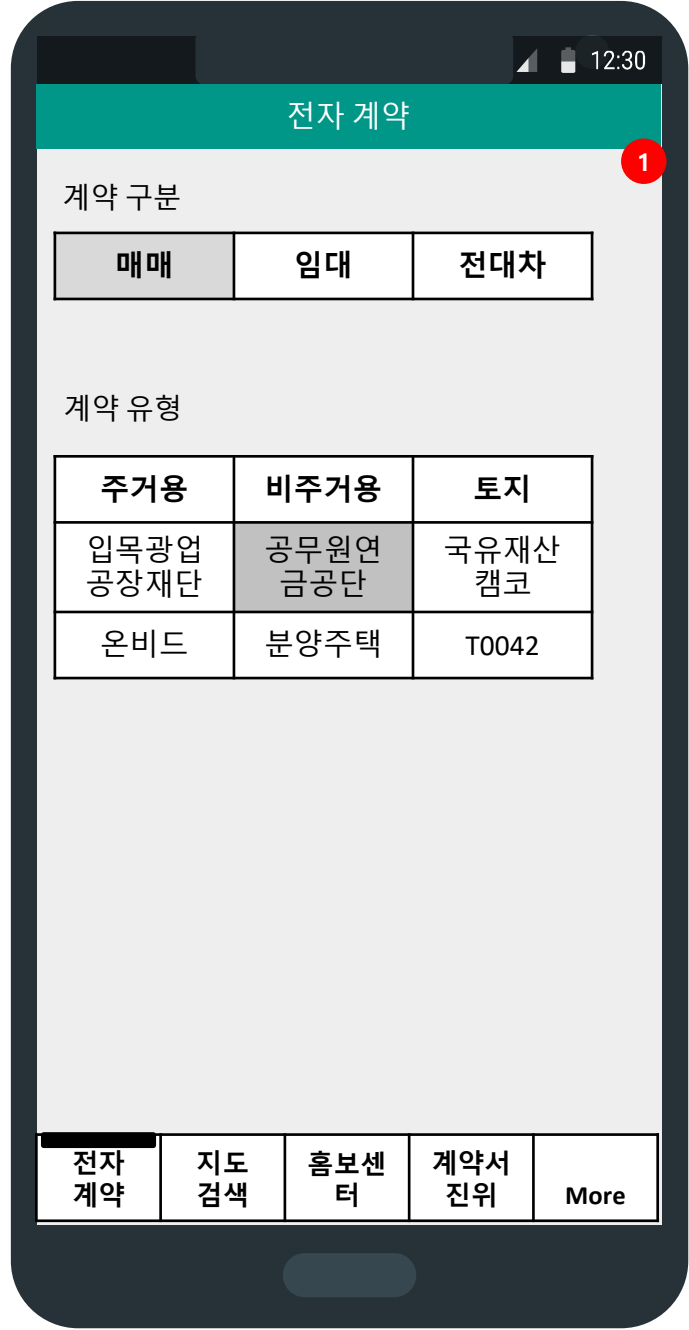 12:30
전자 계약
1
계약 구분
매매 임대 전대차
계약 유형
주거용 비주거용 토지
입목광업 공무원연 국유재산
공장재단 금공단 캠코
온비드 분양주택 T0042
전자 지도 홍보센 계약서
계약 검색 터 진위 More